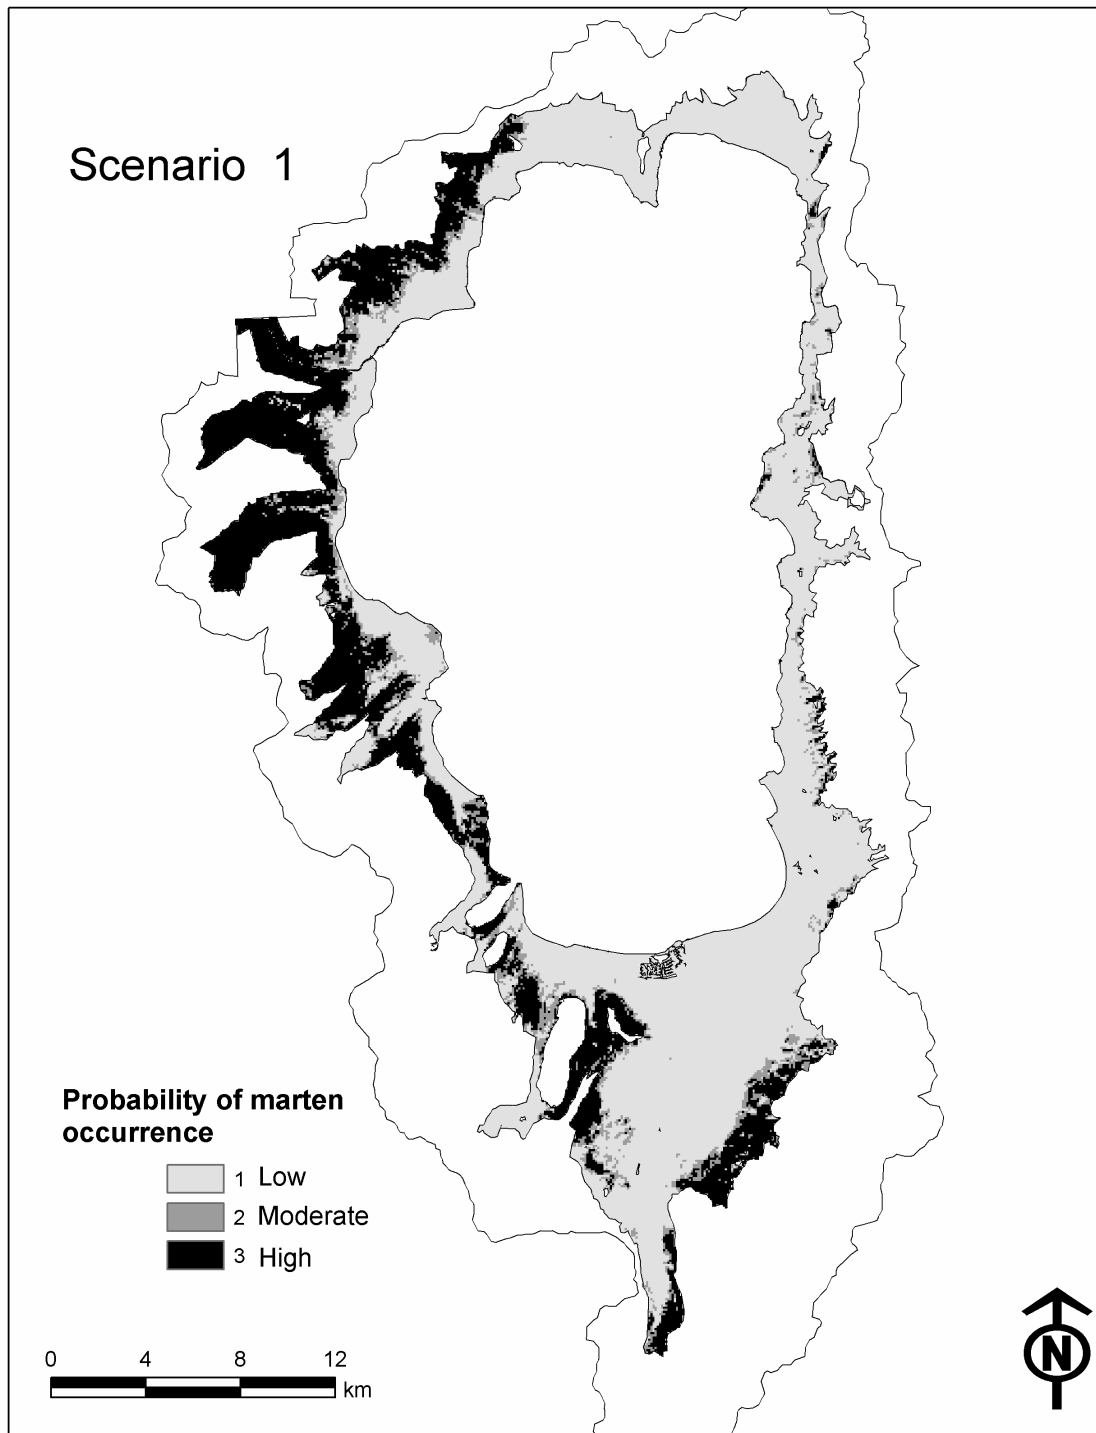 Scenario 1
Probability of marten
occurrence
1 Low
2 Moderate
3 High
0 4 8 12
km
N